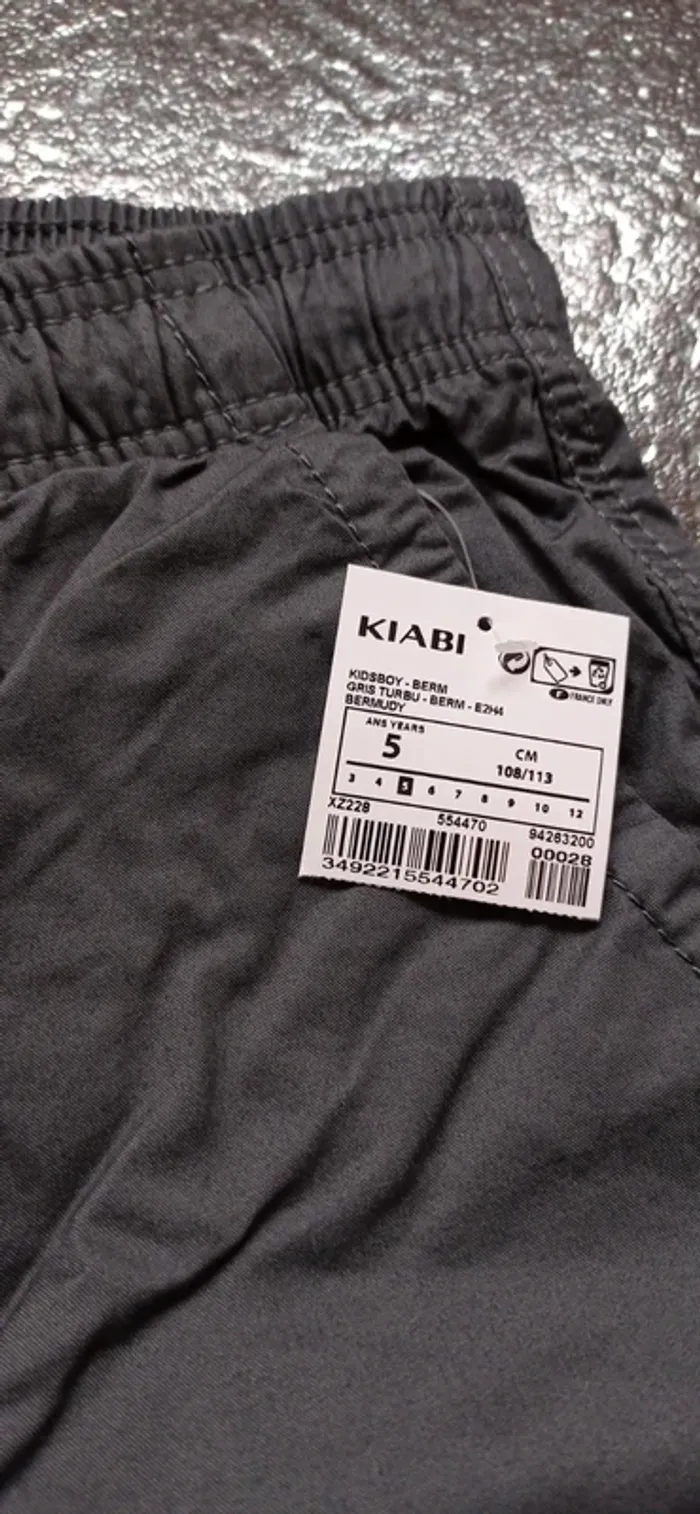 KIABI
F FRANCE ONLY
KIDSBOY - BERM
GRIS TURBU - BERM - E2H4
BERMUDY
ANS YEARS
5
CM
108/113
3 4 5 6 7 8 9 10 12
XZ228 554470 94263200
00028
3492215544702